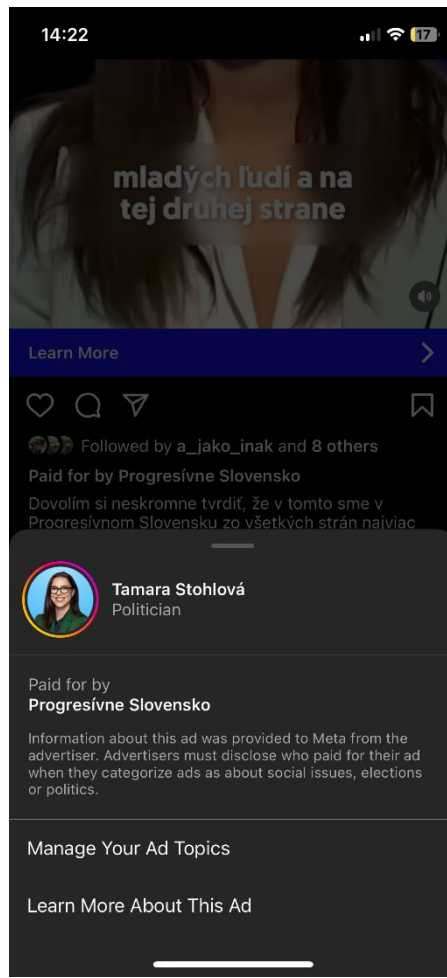 14:22
17
mladých ľudí a na
tej druhej strane
Learn More
Followed by a_jako_inak and 8 others
Paid for by Progresívne Slovensko
Dovolím si neskromne tvrdiť, že v tomto sme v
Progresívnom Slovensku zo všetkých strán najviac
Tamara Stohlová
Politician
Paid for by
Progresívne Slovensko
Information about this ad was provided to Meta from the
advertiser. Advertisers must disclose who paid for their ad
when they categorize ads as about social issues, elections
or politics.
Manage Your Ad Topics
Learn More About This Ad